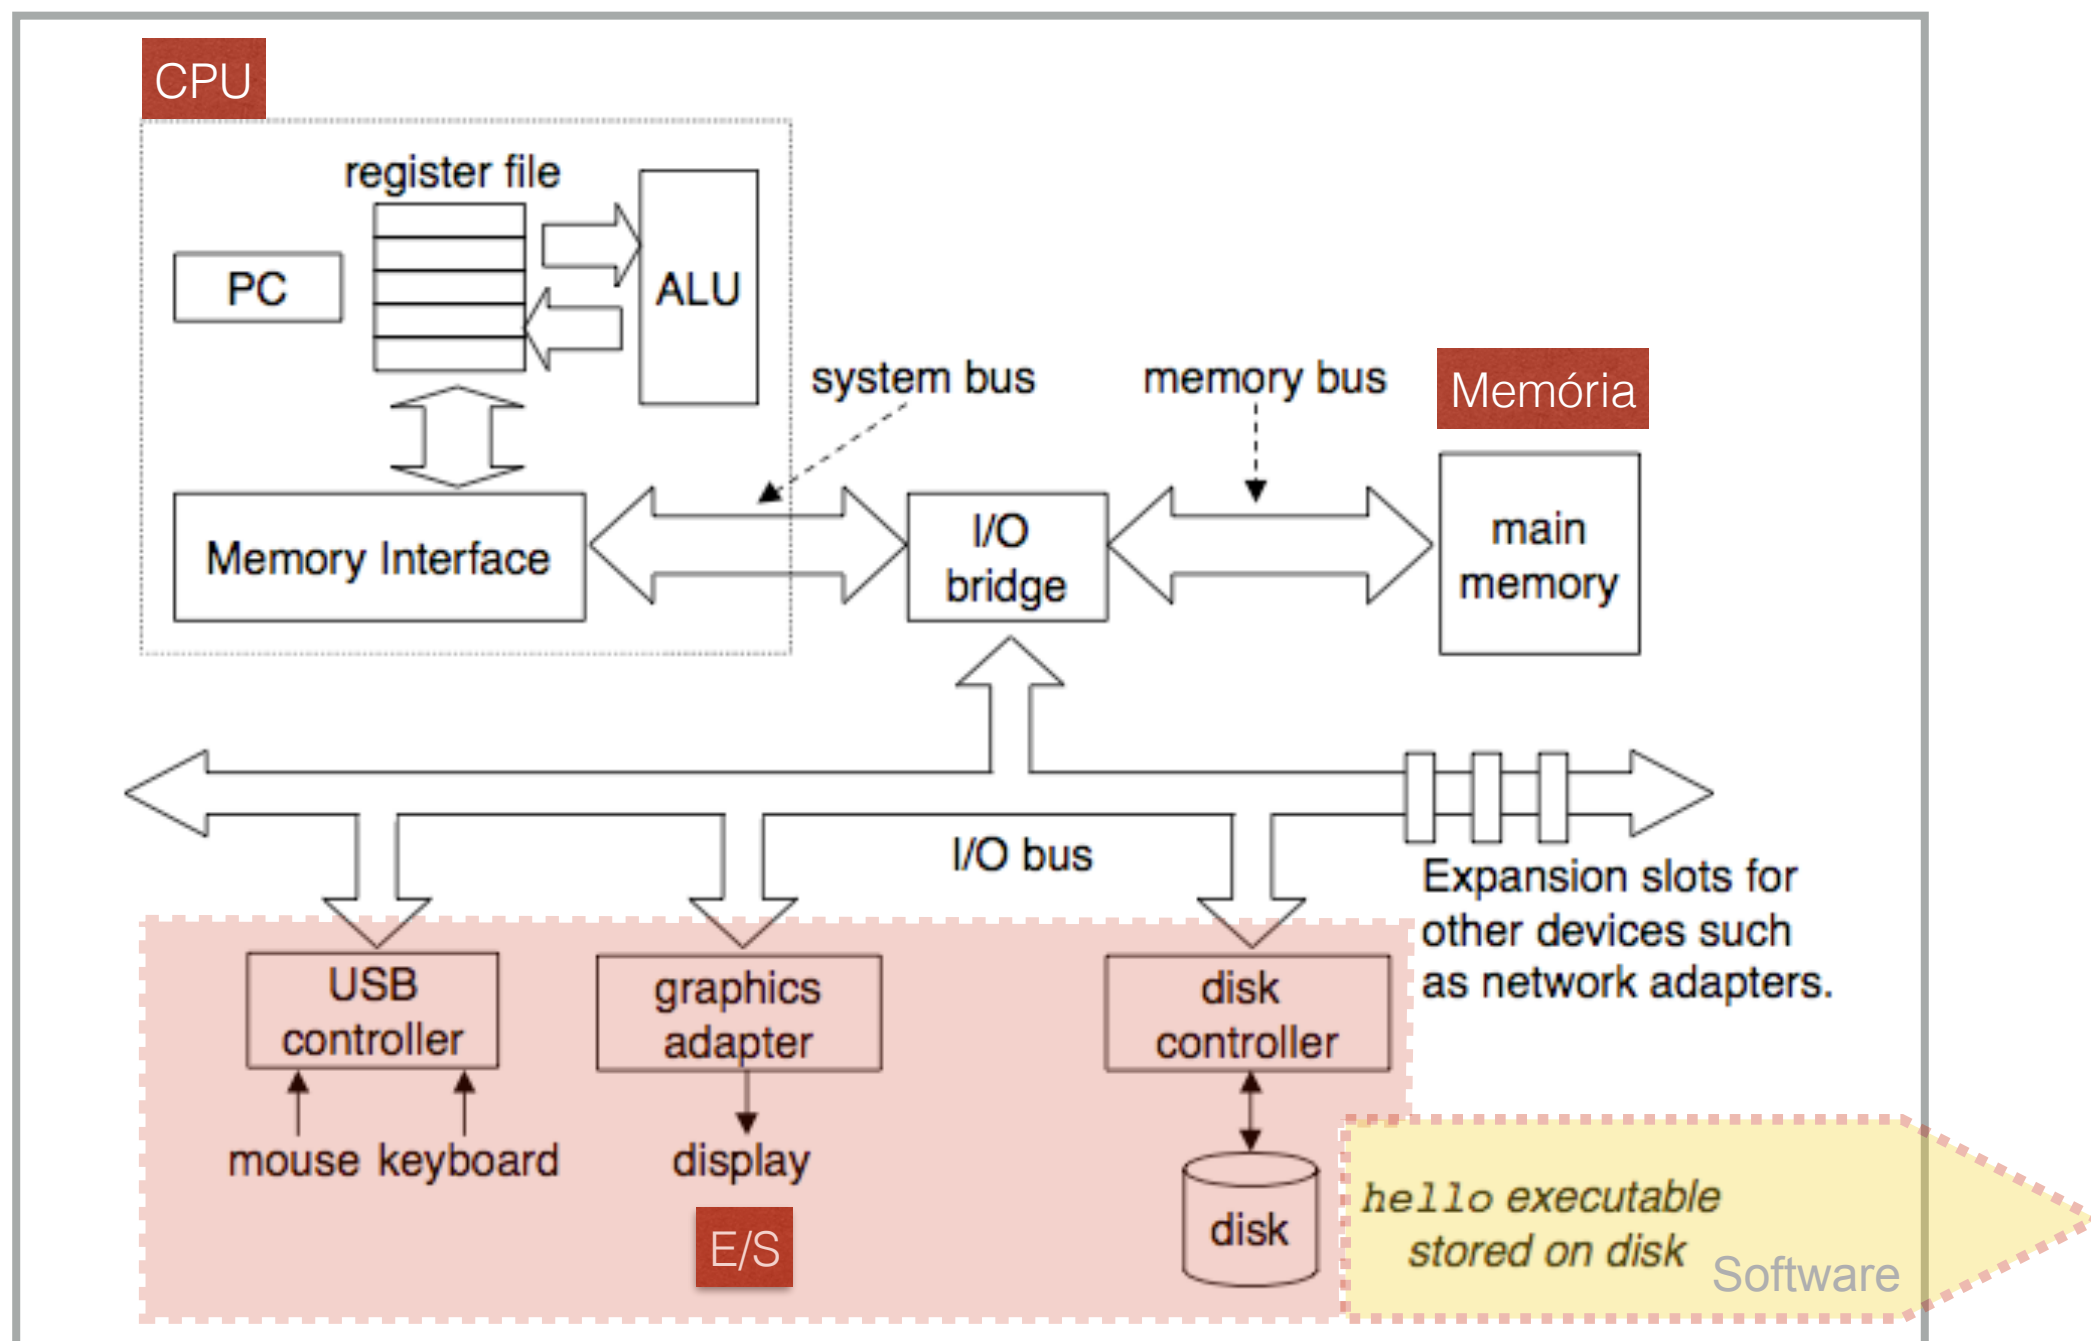 CPU
register file
PC
ALU
system bus
memory bus
Memória
Memory Interface
I/O
bridge
main
memory
I/O bus
Expansion slots for
other devices such
as network adapters.
USB
controller
graphics
adapter
disk
controller
mouse keyboard
display
disk
E/S
hello executable
stored on disk
Software